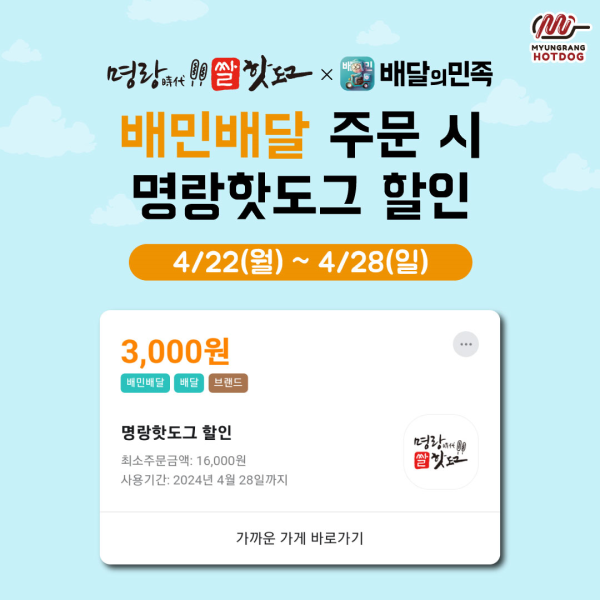 MYUNGRANG
HOTDOG
명랑時代 쌀 핫도그 × 배달의민족
배민배달 주문 시
명랑핫도그 할인
4/22(월) ~ 4/28(일)
3,000원
배민배달 배달 브랜드
명랑핫도그 할인
최소주문금액: 16,000원
사용기간: 2024년 4월 28일까지
명랑時代
쌀 핫도그
가까운 가게 바로가기